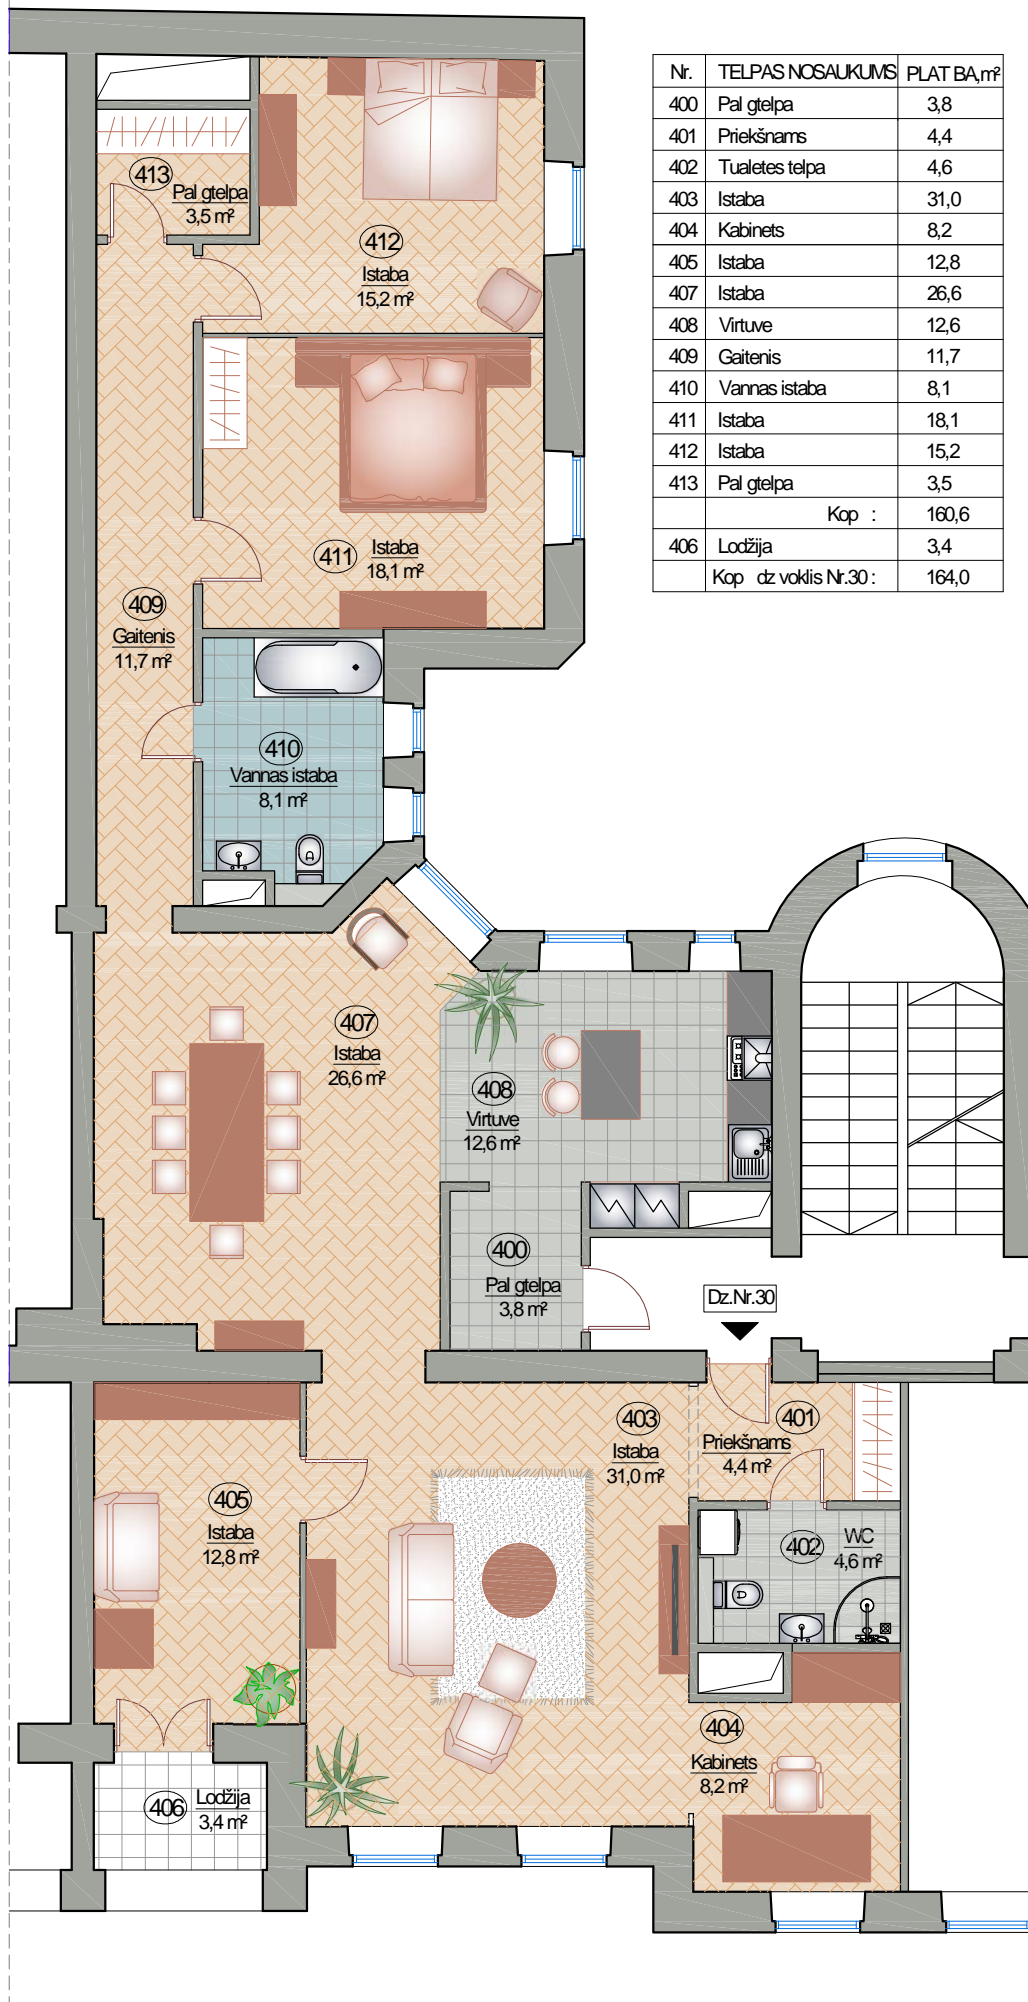 Nr. TELPAS NOSAUKUMS PLAT BA,m²
400 Pal gtelpa 3,8
401 Priekšnams 4,4
402 Tualetes telpa 4,6
403 Istaba 31,0
404 Kabinets 8,2
405 Istaba 12,8
407 Istaba 26,6
408 Virtuve 12,6
409 Gaitenis 11,7
410 Vannas istaba 8,1
411 Istaba 18,1
412 Istaba 15,2
413 Pal gtelpa 3,5
Kop : 160,6
406 Lodžija 3,4
Kop dz voklis Nr.30 : 164,0
413
Pal gtelpa
3,5 m²
412
Istaba
15,2 m²
411
Istaba
18,1 m²
409
Gaitenis
11,7 m²
410
Vannas istaba
8,1 m²
407
Istaba
26,6 m²
408
Virtuve
12,6 m²
400
Pal gtelpa
3,8 m²
Dz.Nr.30
403
Istaba
31,0 m²
401
Priekšnams
4,4 m²
405
Istaba
12,8 m²
402
WC
4,6 m²
404
Kabinets
8,2 m²
406
Lodžija
3,4 m²